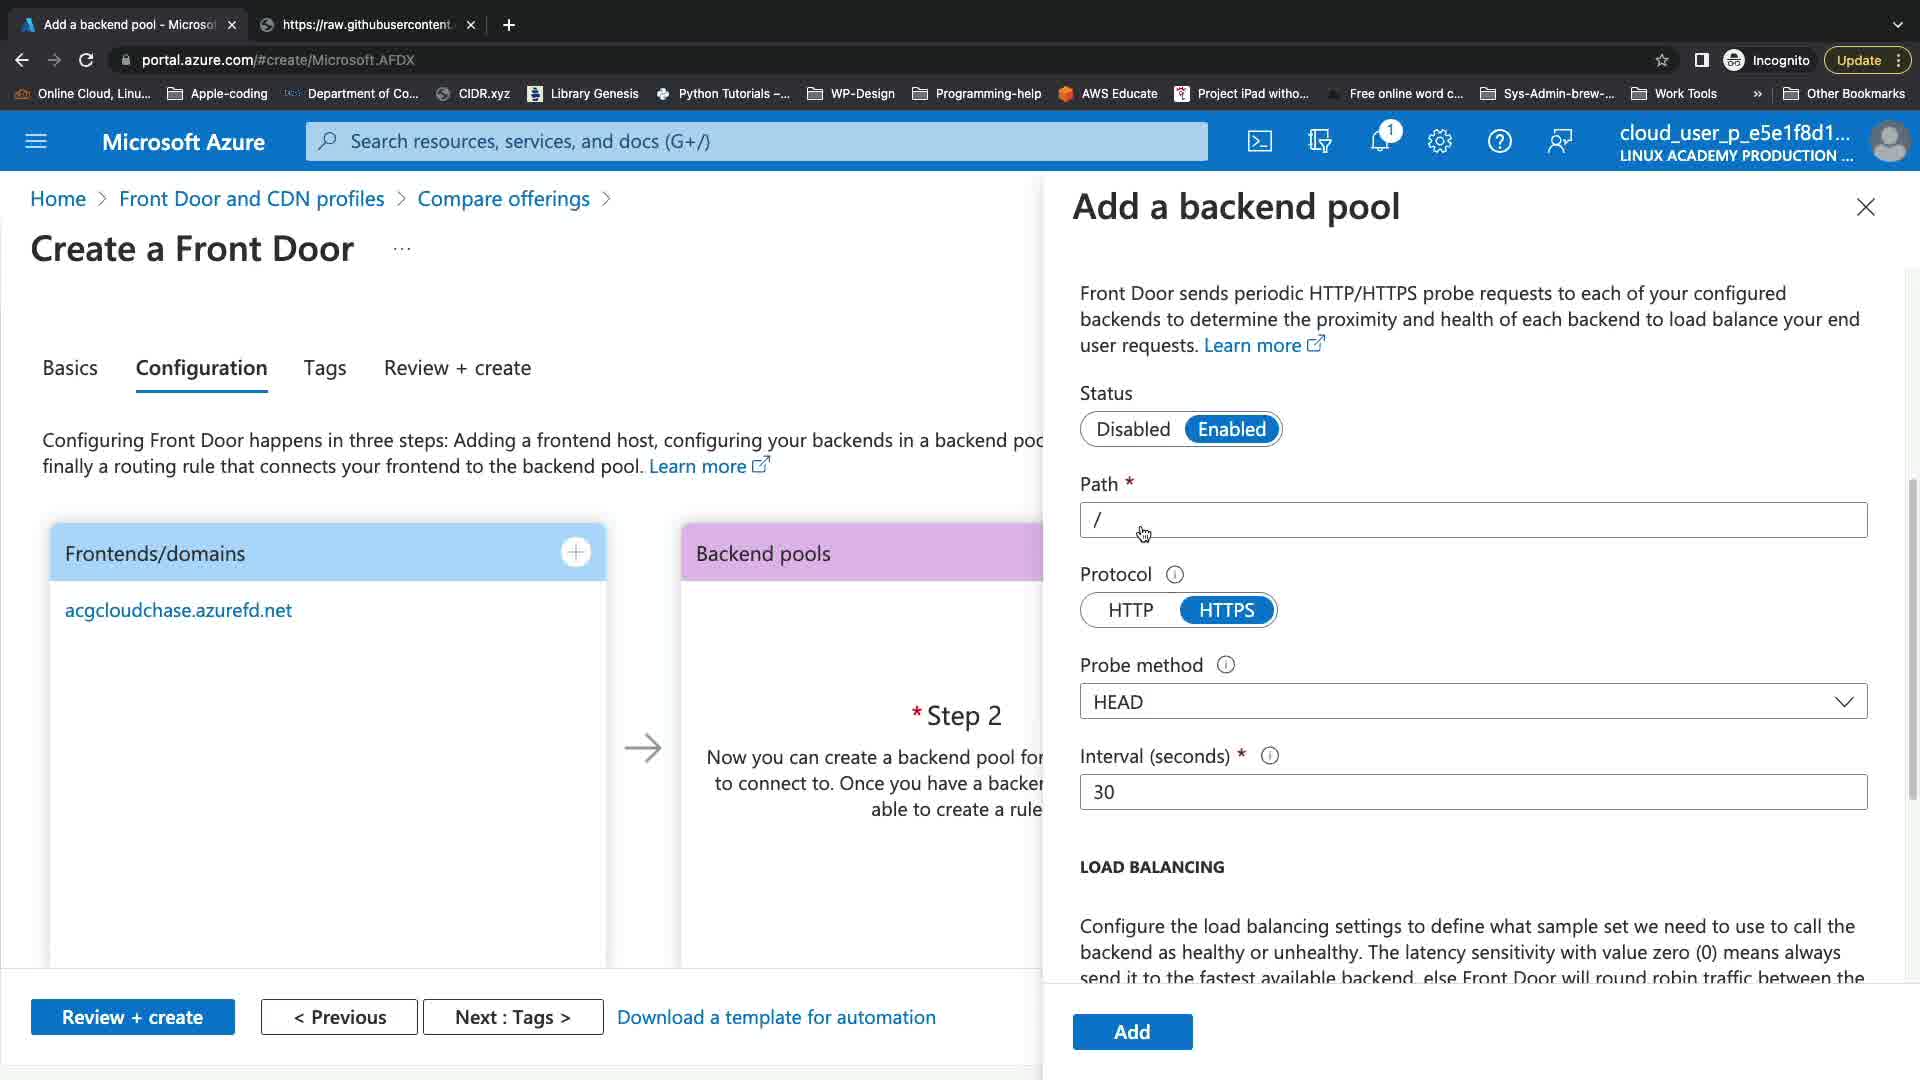 Add a backend pool - Microso
https://raw.githubusercontent.
portal.azure.com/#create/Microsoft.AFDX
Incognito
Update
Online Cloud, Linu...
Apple-coding
Department of Co...
CIDR.xyz
Library Genesis
Python Tutorials –...
WP-Design
Programming-help
AWS Educate
Project iPad witho...
Free online word c...
Sys-Admin-brew-...
Work Tools
»
Other Bookmarks
Microsoft Azure
Search resources, services, and docs (G+/)
1
cloud_user_p_e5e1f8d1...
LINUX ACADEMY PRODUCTION ...
Home > Front Door and CDN profiles > Compare offerings >
Create a Front Door ...
Basics
Configuration
Tags
Review + create
Configuring Front Door happens in three steps: Adding a frontend host, configuring your backends in a backend poo
finally a routing rule that connects your frontend to the backend pool. Learn more
Frontends/domains
acgcloudchase.azurefd.net
Backend pools
* Step 2
Now you can create a backend pool for
to connect to. Once you have a backen
able to create a rule
Review + create
< Previous
Next : Tags >
Download a template for automation
Add a backend pool
Front Door sends periodic HTTP/HTTPS probe requests to each of your configured
backends to determine the proximity and health of each backend to load balance your end
user requests. Learn more
Status
Disabled
Enabled
Path *
/
Protocol
HTTP
HTTPS
Probe method
HEAD
Interval (seconds) *
30
LOAD BALANCING
Configure the load balancing settings to define what sample set we need to use to call the
backend as healthy or unhealthy. The latency sensitivity with value zero (0) means always
send it to the fastest available backend, else Front Door will round robin traffic between the
Add